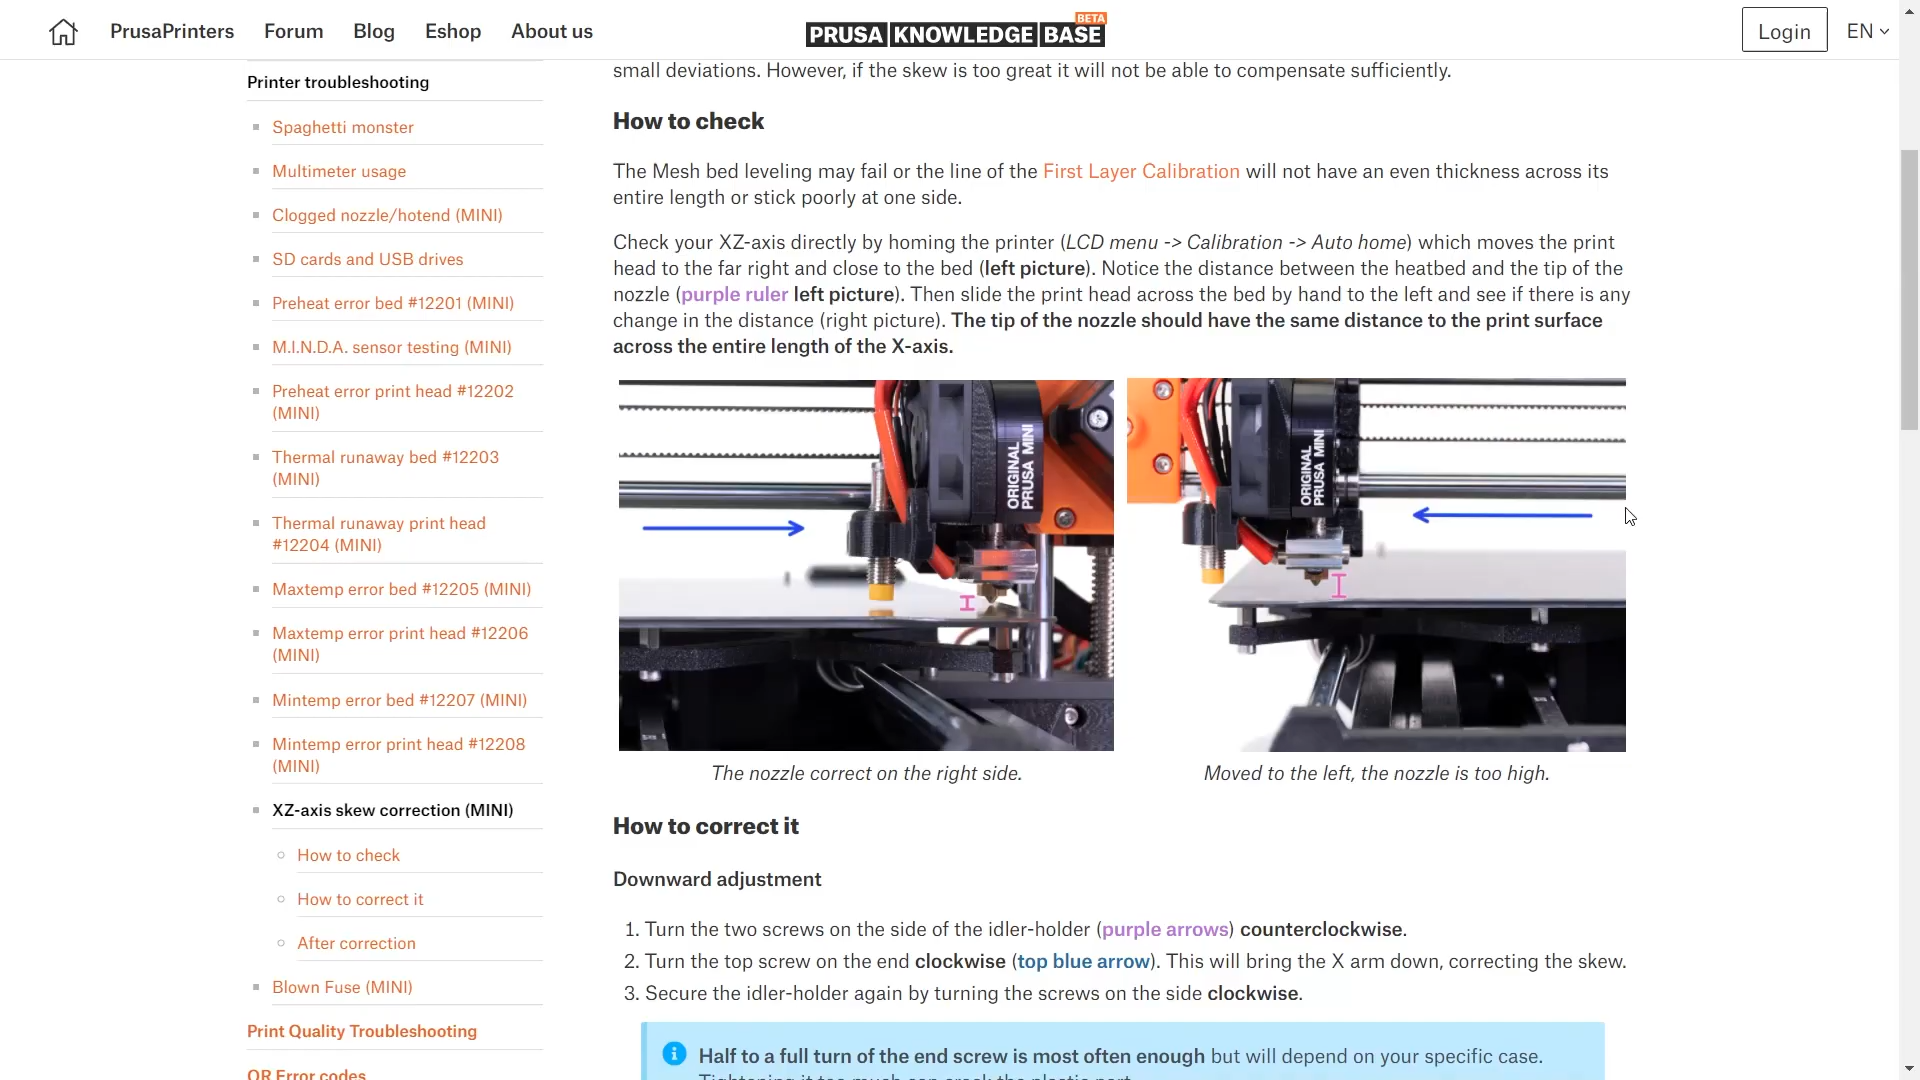 PrusaPrinters Forum Blog Eshop About us PRUSA KNOWLEDGE BASE BETA Login EN
Printer troubleshooting
Spaghetti monster
Multimeter usage
Clogged nozzle/hotend (MINI)
SD cards and USB drives
Preheat error bed #12201 (MINI)
M.I.N.D.A. sensor testing (MINI)
Preheat error print head #12202
(MINI)
Thermal runaway bed #12203
(MINI)
Thermal runaway print head
#12204 (MINI)
Maxtemp error bed #12205 (MINI)
Maxtemp error print head #12206
(MINI)
Mintemp error bed #12207 (MINI)
Mintemp error print head #12208
(MINI)
XZ-axis skew correction (MINI)
How to check
How to correct it
After correction
Blown Fuse (MINI)
Print Quality Troubleshooting
QR Error codes
small deviations. However, if the skew is too great it will not be able to compensate sufficiently.
How to check
The Mesh bed leveling may fail or the line of the First Layer Calibration will not have an even thickness across its
entire length or stick poorly at one side.
Check your XZ-axis directly by homing the printer (LCD menu -> Calibration -> Auto home) which moves the print
head to the far right and close to the bed (left picture). Notice the distance between the heatbed and the tip of the
nozzle (purple ruler left picture). Then slide the print head across the bed by hand to the left and see if there is any
change in the distance (right picture). The tip of the nozzle should have the same distance to the print surface
across the entire length of the X-axis.
ORIGINAL
PRUSA MINI
ORIGINAL
PRUSA MINI
The nozzle correct on the right side.
Moved to the left, the nozzle is too high.
How to correct it
Downward adjustment
1. Turn the two screws on the side of the idler-holder (purple arrows) counterclockwise.
2. Turn the top screw on the end clockwise (top blue arrow). This will bring the X arm down, correcting the skew.
3. Secure the idler-holder again by turning the screws on the side clockwise.
Half to a full turn of the end screw is most often enough but will depend on your specific case.
Tightening it too much can crack the plastic part.